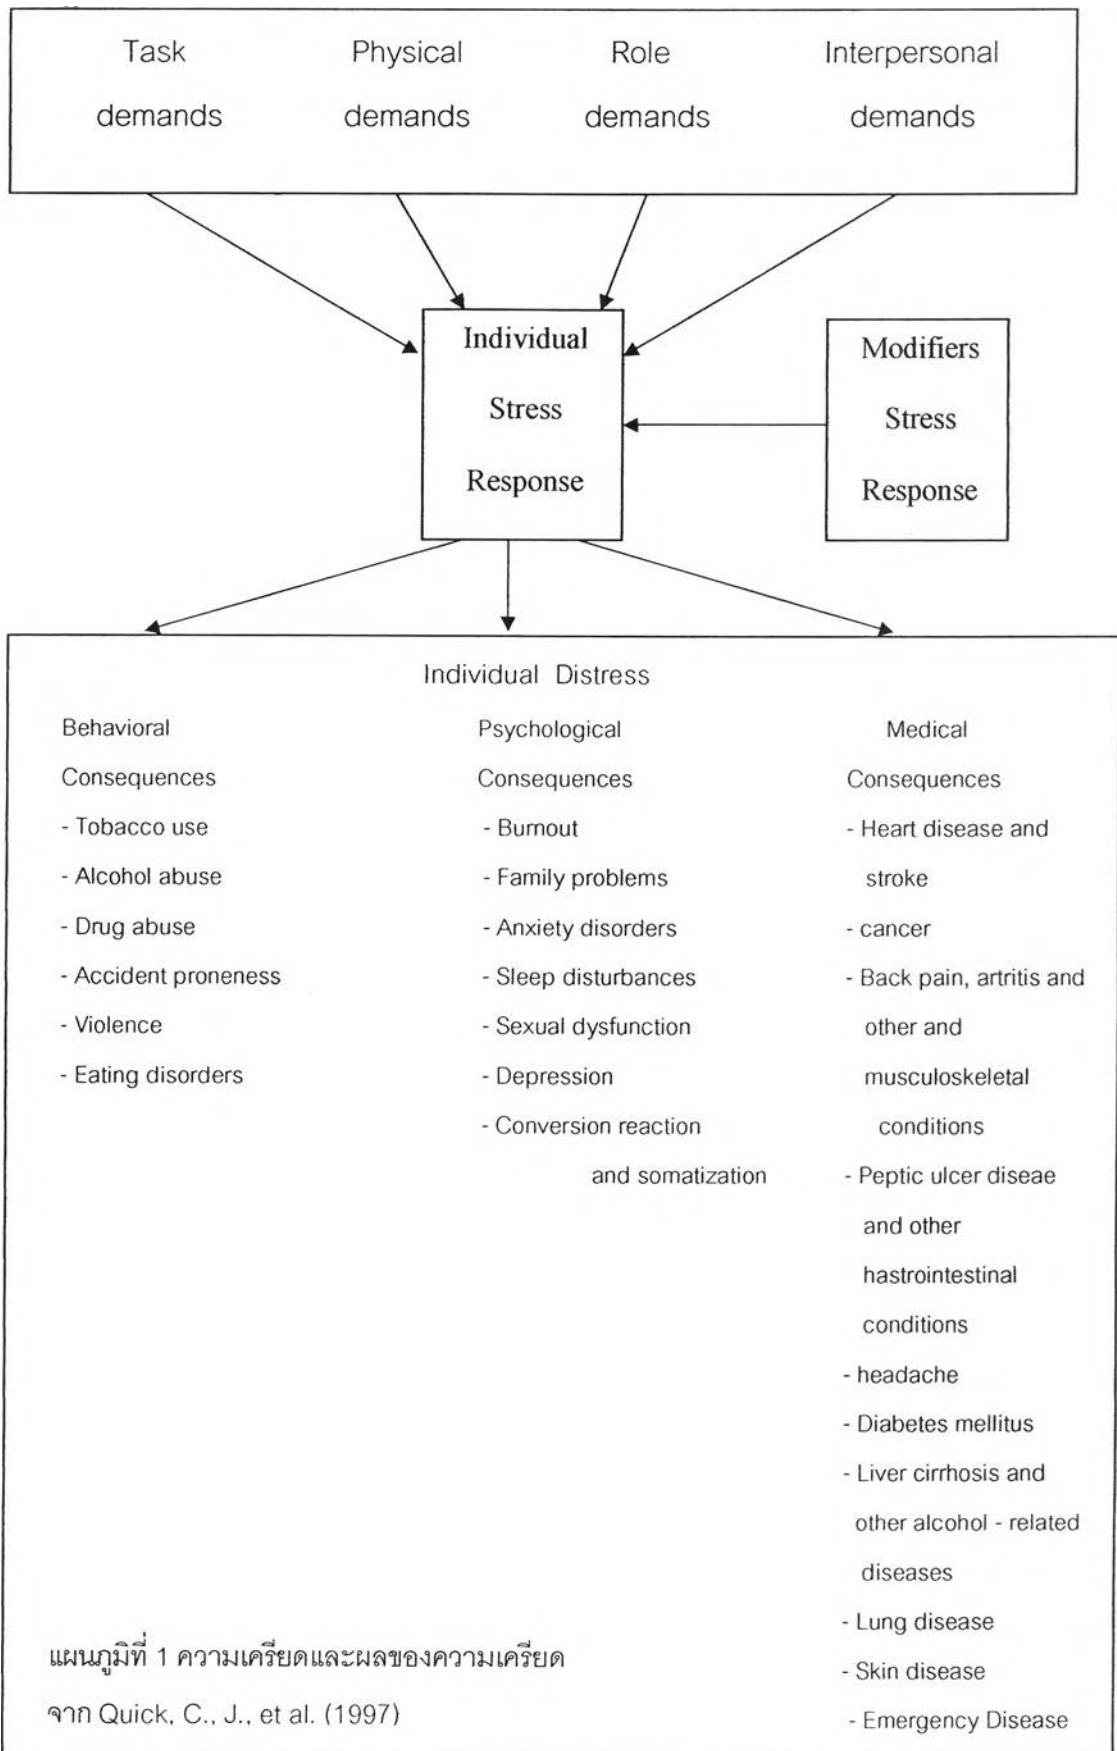 Task
demands
Physical
demands
Role
demands
Interpersonal
demands
Individual
Stress
Response
Modifiers
Stress
Response
Individual Distress
Behavioral
Consequences
- Tobacco use
- Alcohol abuse
- Drug abuse
- Accident proneness
- Violence
- Eating disorders
Psychological
Consequences
- Burnout
- Family problems
- Anxiety disorders
- Sleep disturbances
- Sexual dysfunction
- Depression
- Conversion reaction
and somatization
Medical
Consequences
- Heart disease and
stroke
- cancer
- Back pain, artritis and
other and
musculoskeletal
conditions
- Peptic ulcer diseae
and other
hastrointestinal
conditions
- headache
- Diabetes mellitus
- Liver cirrhosis and
other alcohol - related
diseases
- Lung disease
- Skin disease
- Emergency Disease
แผนภูมิที่ 1 ความเครียดและผลของความเครียด
จาก Quick, C., J., et al. (1997)